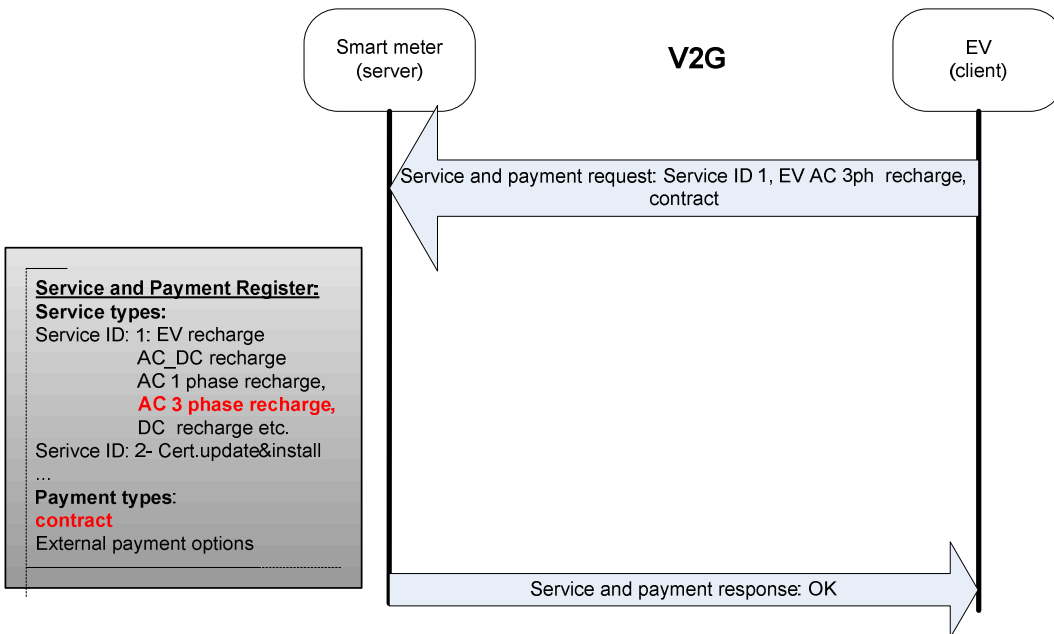 Smart meter
(server)
V2G
EV
(client)
Service and payment request: Service ID 1, EV AC 3ph recharge,
contract
Service and Payment Register:
Service types:
Service ID: 1: EV recharge
AC_DC recharge
AC 1 phase recharge,
AC 3 phase recharge,
DC recharge etc.
Serivce ID: 2- Cert.update&install
...
Payment types:
contract
External payment options
Service and payment response: OK